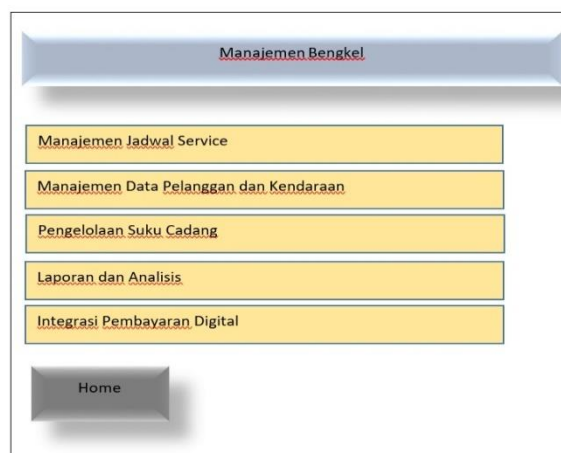 Manajemen Bengkel
Manajemen Jadwal Service
Manajemen Data Pelanggan dan Kendaraan
Pengelolaan Suku Cadang
Laporan dan Analisis
Integrasi Pembayaran Digital
Home